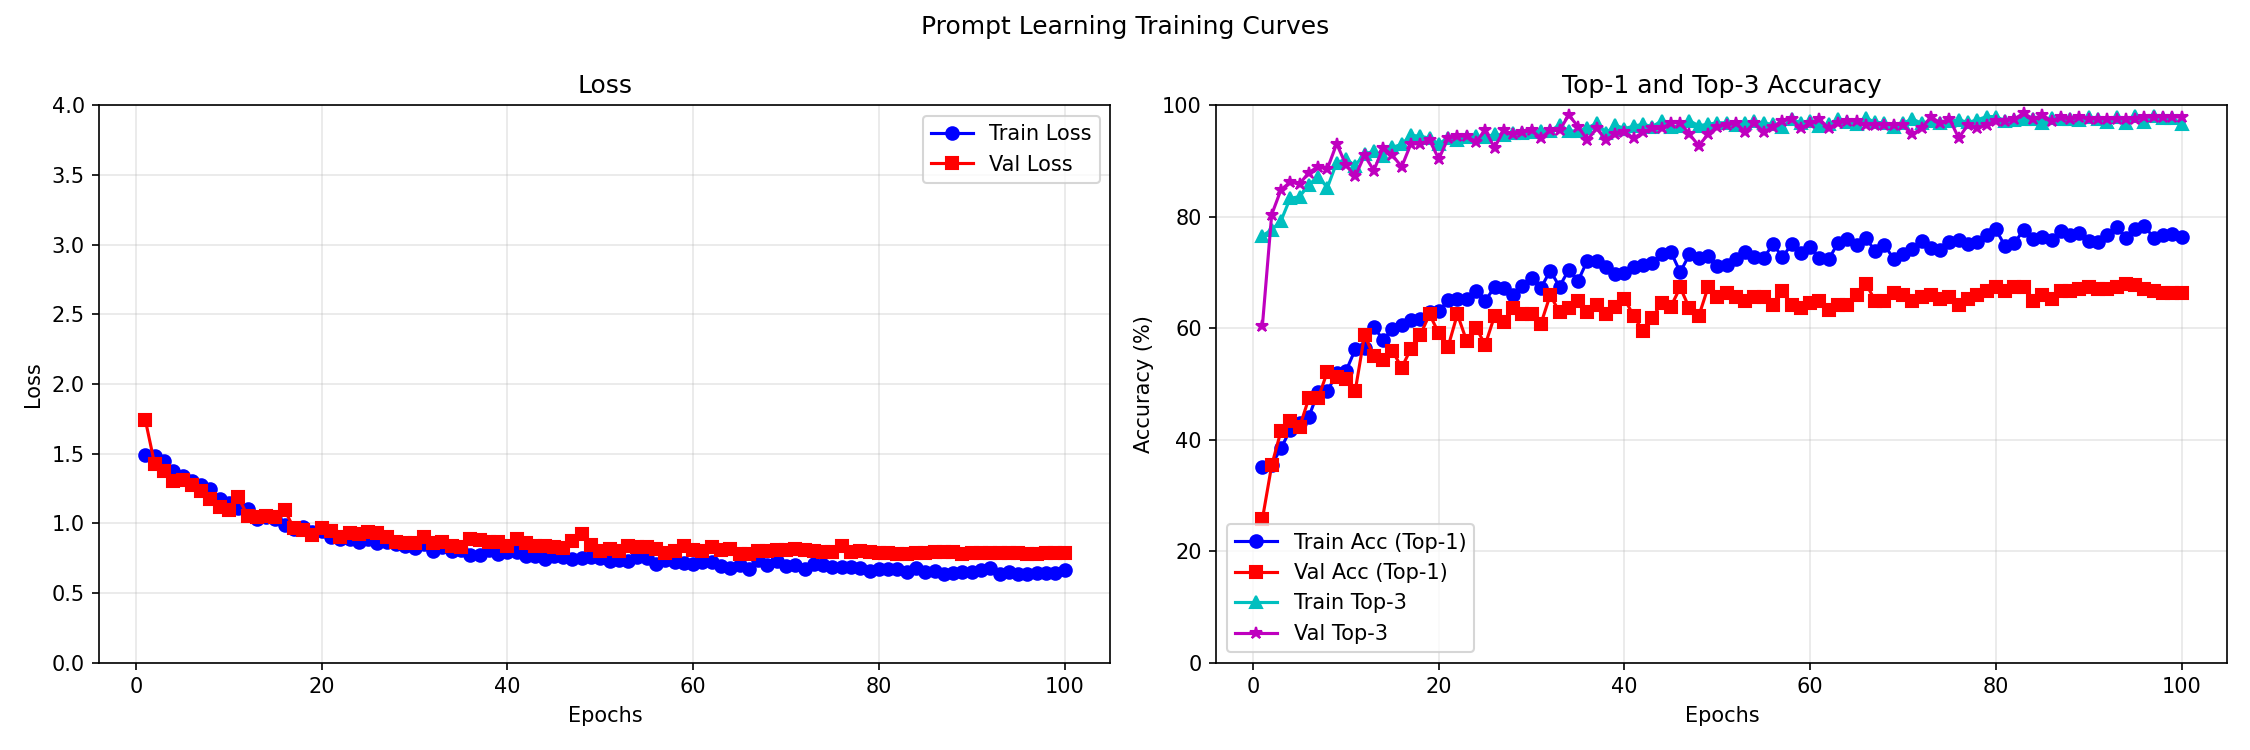 Prompt Learning Training Curves
Loss
4.0
3.5
3.0
2.5
2.0
1.5
1.0
0.5
0.0
Loss
0 20 40 60 80 100
Epochs
Train Loss
Val Loss
Top-1 and Top-3 Accuracy
100
80
60
40
20
0
Accuracy (%)
0 20 40 60 80 100
Epochs
Train Acc (Top-1)
Val Acc (Top-1)
Train Top-3
Val Top-3